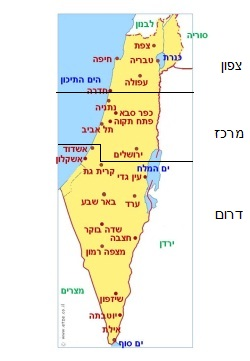 לבנון
סוריה
צפת
כנרת
טבריה
חיפה
צפון
עפולה
הים התיכון
חדרה
נתניה
כפר סבא
פתח תקוה
תל אביב
מרכז
אשדוד
ירושלים
אשקלון
קרית גת
ים המלח
עין גדי
באר שבע
ערד
דרום
שדה בוקר
חצבה
ירדן
מצפה רמון
מצרים
שיזפון
יוטבתה
אילת
ים סוף